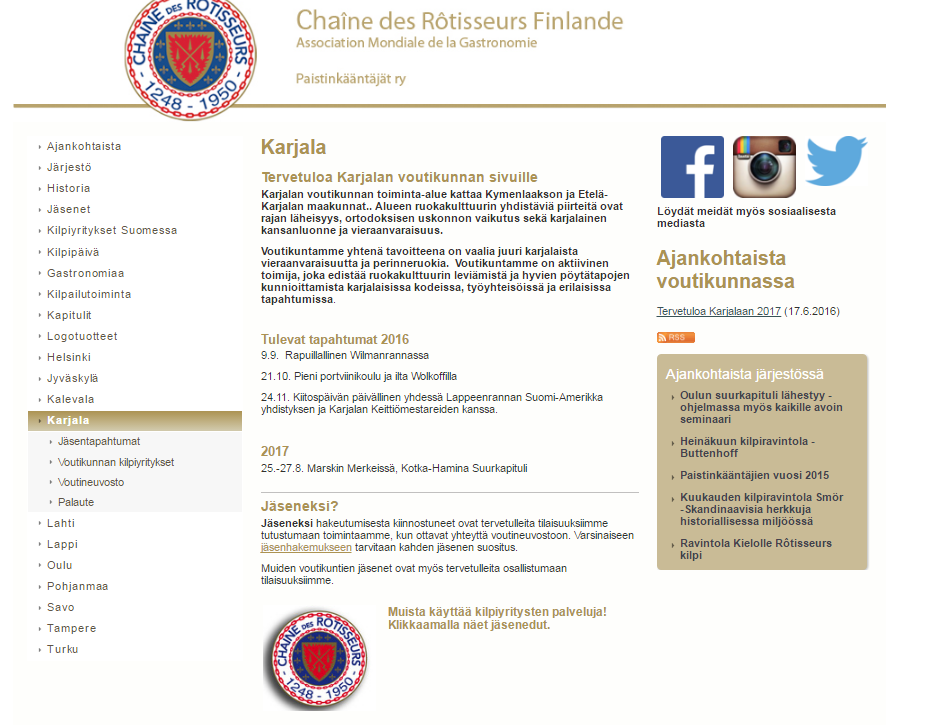 CHAINE DES ROTISSEURS
1248 - 1950
Chaîne des Rôtisseurs Finlande
Association Mondiale de la Gastronomie
Paistinkääntäjät ry
Ajankohtaista
Järjestö
Historia
Jäsenet
Kilpiyritykset Suomessa
Kilpipäivä
Gastronomiaa
Kilpailutoiminta
Kapitulit
Logotuotteet
Helsinki
Jyväskylä
Kalevala
Karjala
Jäsentapahtumat
Voutikunnan kilpiyritykset
Voutineuvosto
Palaute
Lahti
Lappi
Oulu
Pohjanmaa
Savo
Tampere
Turku
Karjala
Tervetuloa Karjalan voutikunnan sivuille
Karjalan voutikunnan toiminta-alue kattaa Kymenlaakson ja Etelä-
Karjalan maakunnat.. Alueen ruokakulttuurin yhdistäviä piirteitä ovat
rajan läheisyys, ortodoksisen uskonnon vaikutus sekä karjalainen
kansanluonne ja vieraanvaraisuus.
Voutikuntamme yhtenä tavoitteena on vaalia juuri karjalaista
vieraanvaraisuutta ja perinneruokia. Voutikuntamme on aktiivinen
toimija, joka edistää ruokakulttuurin leviämistä ja hyvien pöytätapojen
kunnioittamista karjalaisissa kodeissa, työyhteisöissä ja erilaisissa
tapahtumissa.
Tulevat tapahtumat 2016
9.9. Rapuillallinen Wilmanrannassa
21.10. Pieni portviinikoulu ja ilta Wolkoffilla
24.11. Kiitospäivän päivällinen yhdessä Lappeenrannan Suomi-Amerikka
yhdistyksen ja Karjalan Keittiömestareiden kanssa.
2017
25.-27.8. Marskin Merkeissä, Kotka-Hamina Suurkapituli
Jäseneksi?
Jäseneksi hakeutumisesta kiinnostuneet ovat tervetulleita tilaisuuksiimme
tutustumaan toimintaamme, kun ottavat yhteyttä voutineuvostoon. Varsinaiseen
jäsenhakemukseen tarvitaan kahden jäsenen suositus.
Muiden voutikuntien jäsenet ovat myös tervetulleita osallistumaan
tilaisuuksiimme.
CHAINE DES ROTISSEURS
1248 - 1950
Muista käyttää kilpiyritysten palveluja!
Klikkaamalla näet jäsenedut.
Löydät meidät myös sosiaalisesta
mediasta
Ajankohtaista
voutikunnassa
Tervetuloa Karjalaan 2017 (17.6.2016)
RSS
Ajankohtaista järjestössä
Oulun suurkapituli lähestyy -
ohjelmassa myös kaikille avoin
seminaari
Heinäkuun kilpiravintola -
Buttenhoff
Paistinkääntäjien vuosi 2015
Kuukauden kilpiravintola Smör
-Skandinaavisia herkkuja
historiallisessa miljöössä
Ravintola Kielolle Rôtisseurs
kilpi